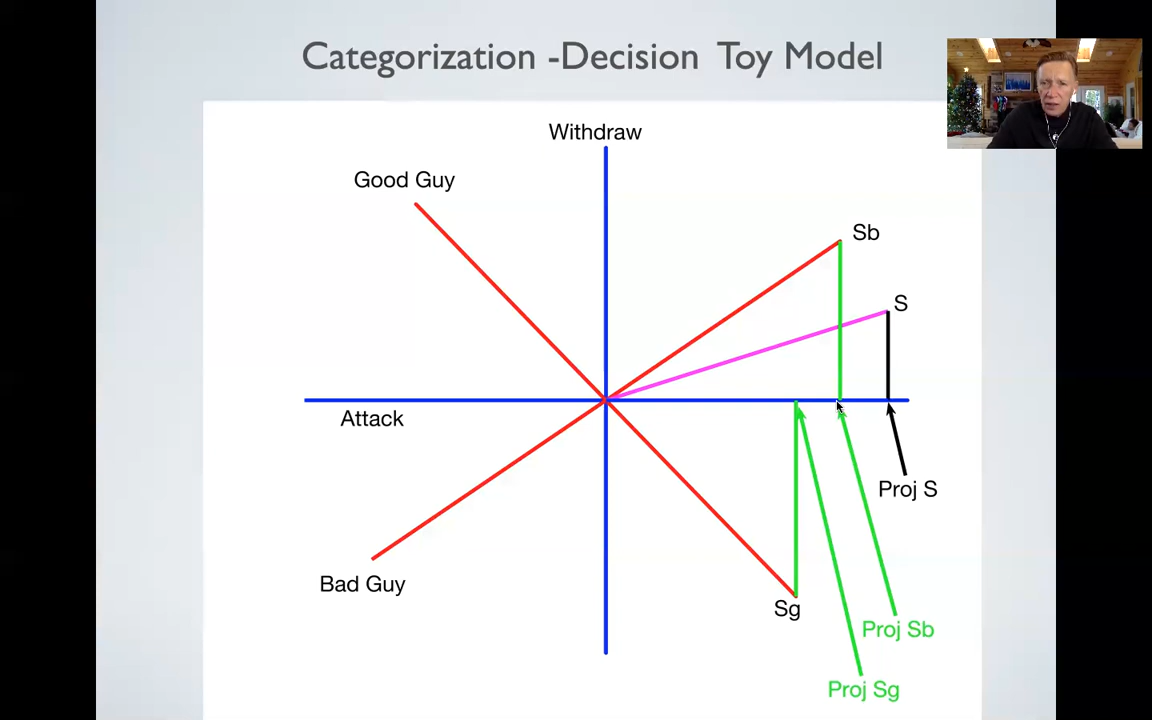 Categorization -Decision Toy Model
Withdraw
Good Guy
Sb
S
Attack
Proj S
Bad Guy
Sg
Proj Sb
Proj Sg